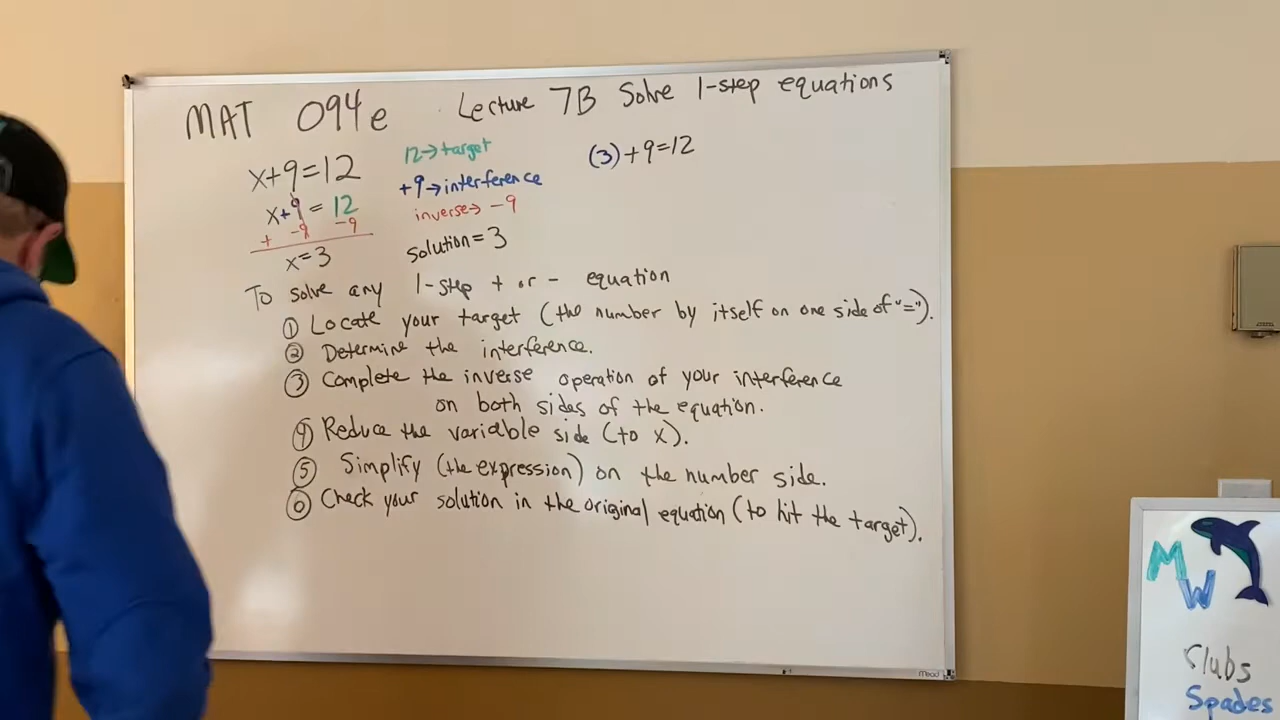 MAT 094e Lecture 7B Solve 1-step equations
x+9=12
x+9 = 12
+ -9 -9
x=3
12→target
+9→interference
inverse→ -9
solution=3
(3)+9=12
To solve any 1-step + or - equation
① Locate your target (the number by itself on one side of "=").
② Determine the interference.
③ Complete the inverse operation of your interference
on both sides of the equation.
④ Reduce the variable side (to x).
⑤ Simplify (the expression) on the number side.
⑥ Check your solution in the original equation (to hit the target).
Mead
MW
Clubs
Spades